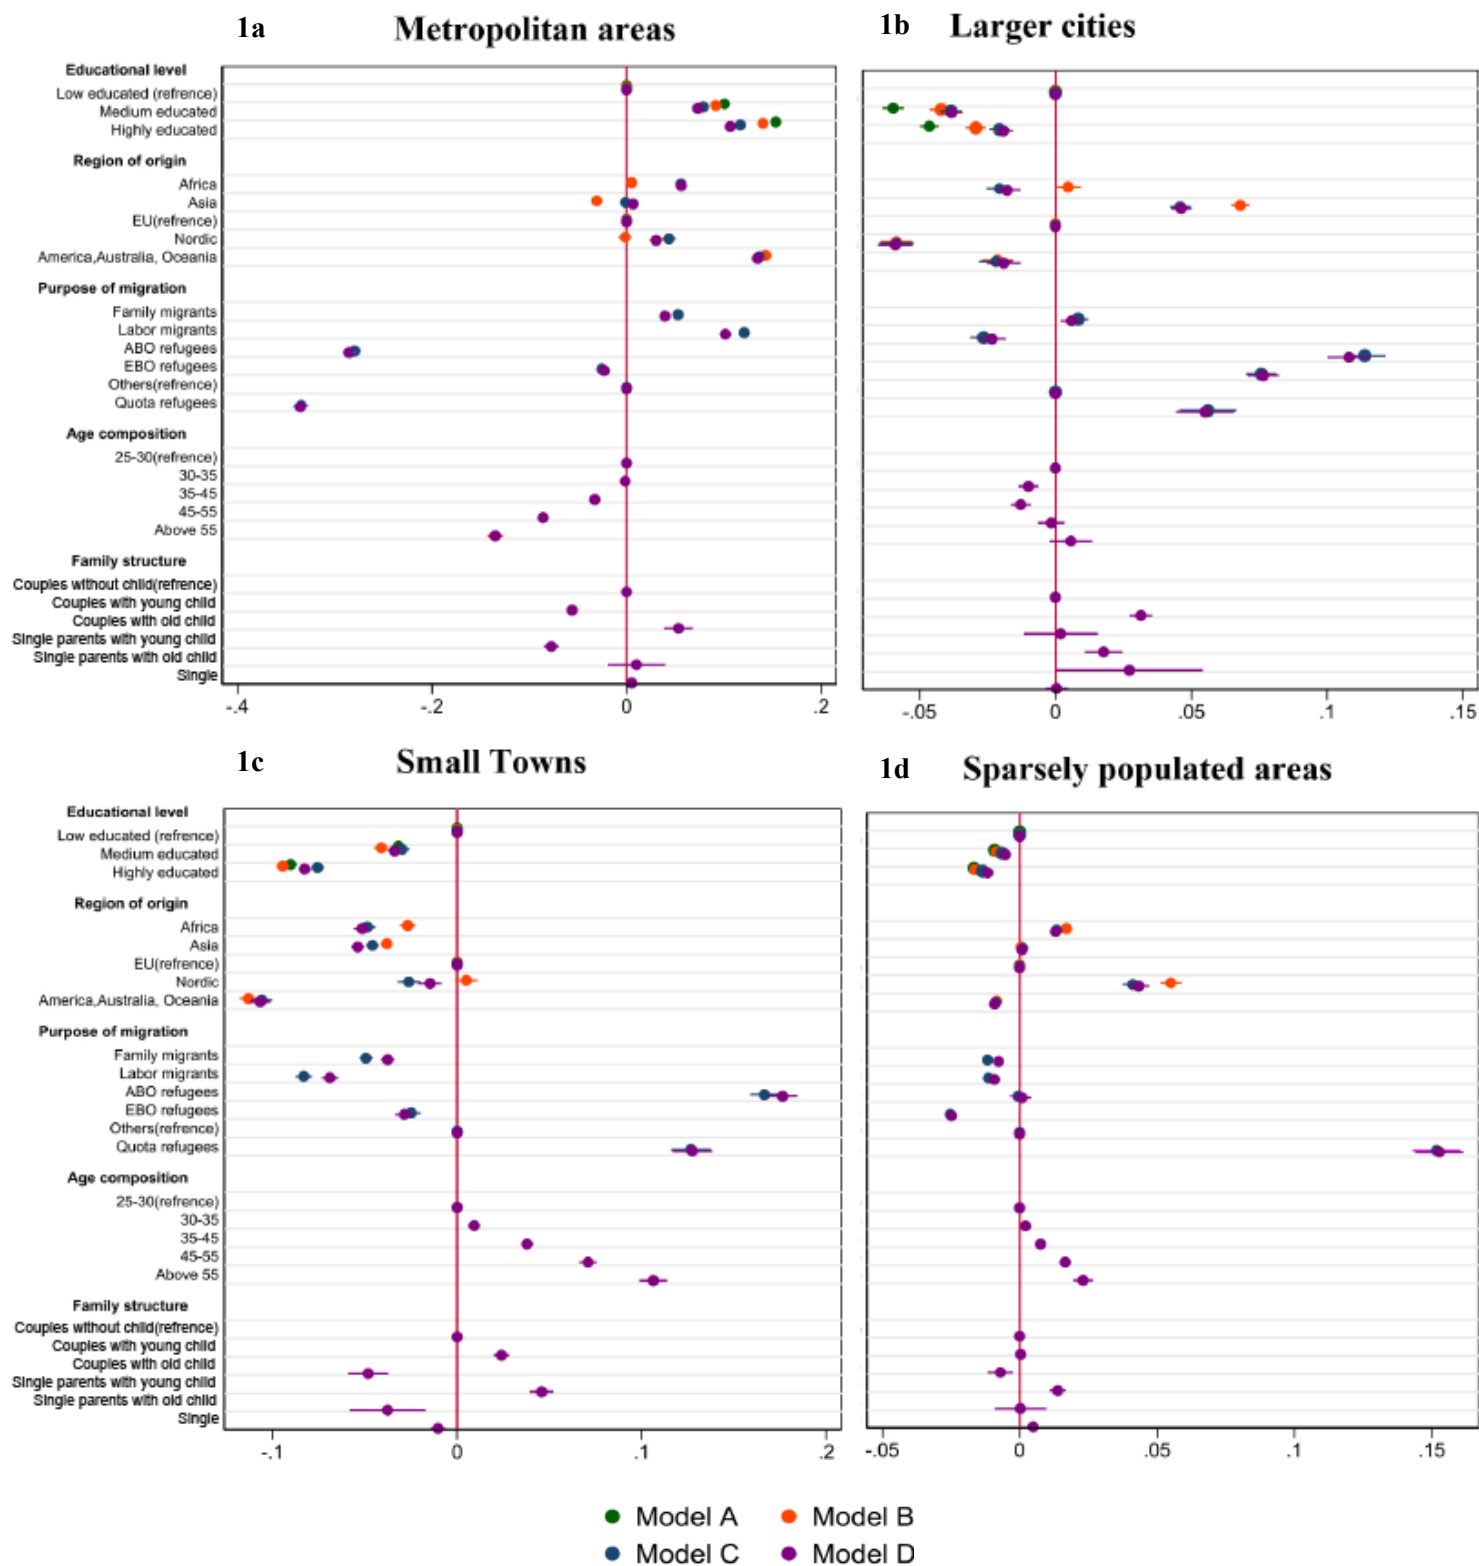 1a Metropolitan areas
1b Larger cities
Educational level
Low educated (refrence)
Medium educated
Highly educated
Region of origin
Africa
Asia
EU(refrence)
Nordic
America,Australia, Oceania
Purpose of migration
Family migrants
Labor migrants
ABO refugees
EBO refugees
Others(refrence)
Quota refugees
Age composition
25-30(refrence)
30-35
35-45
45-55
Above 55
Family structure
Couples without child(refrence)
Couples with young child
Couples with old child
Single parents with young child
Single parents with old child
Single
-.4 -.2 0 .2
-.05 0 .05 .1 .15
1c Small Towns
1d Sparsely populated areas
Educational level
Low educated (refrence)
Medium educated
Highly educated
Region of origin
Africa
Asia
EU(refrence)
Nordic
America,Australia, Oceania
Purpose of migration
Family migrants
Labor migrants
ABO refugees
EBO refugees
Others(refrence)
Quota refugees
Age composition
25-30(refrence)
30-35
35-45
45-55
Above 55
Family structure
Couples without child(refrence)
Couples with young child
Couples with old child
Single parents with young child
Single parents with old child
Single
-.1 0 .1 .2
-.05 0 .05 .1 .15
Model A Model B
Model C Model D